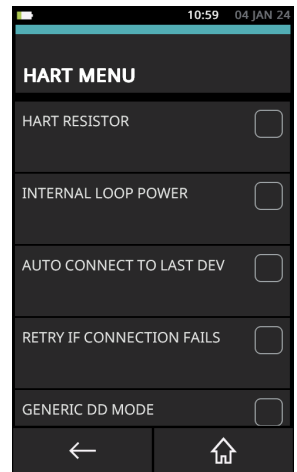 10:59 04 JAN 24
HART MENU
HART RESISTOR
INTERNAL LOOP POWER
AUTO CONNECT TO LAST DEV
RETRY IF CONNECTION FAILS
GENERIC DD MODE